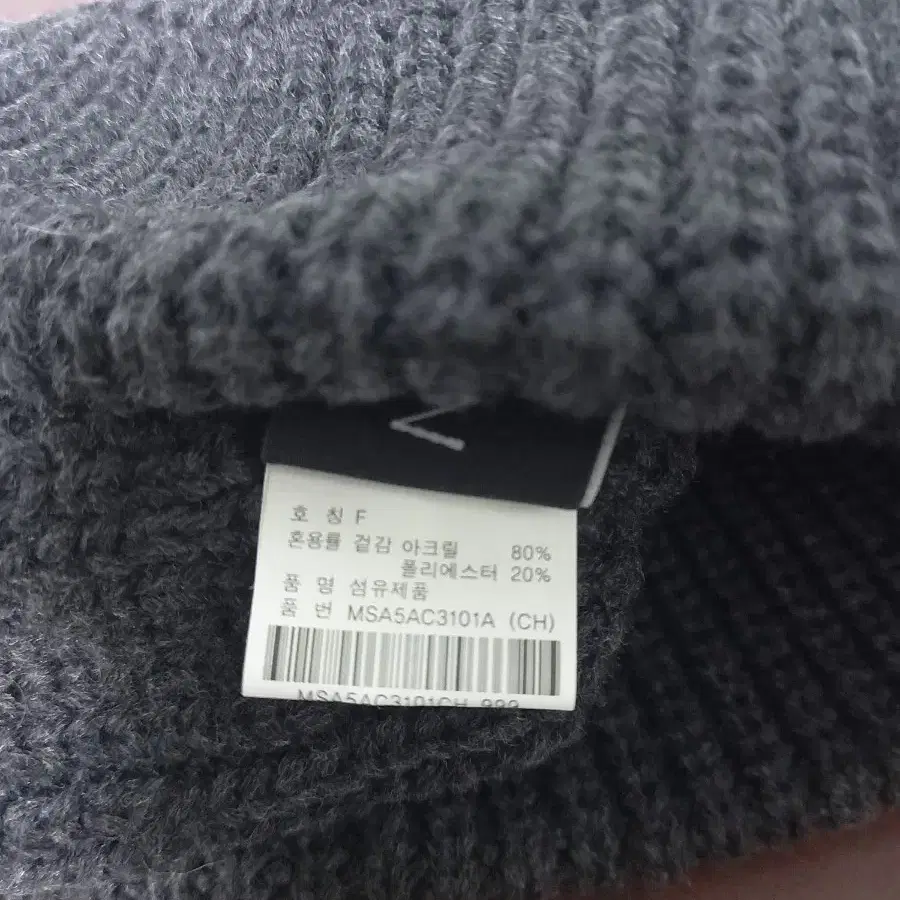 호 칭 F
혼용률 겉감 아크릴 80%
폴리에스터 20%
품 명 섬유제품
품 번 MSA5AC3101A (CH)
MSA5AC3101CH